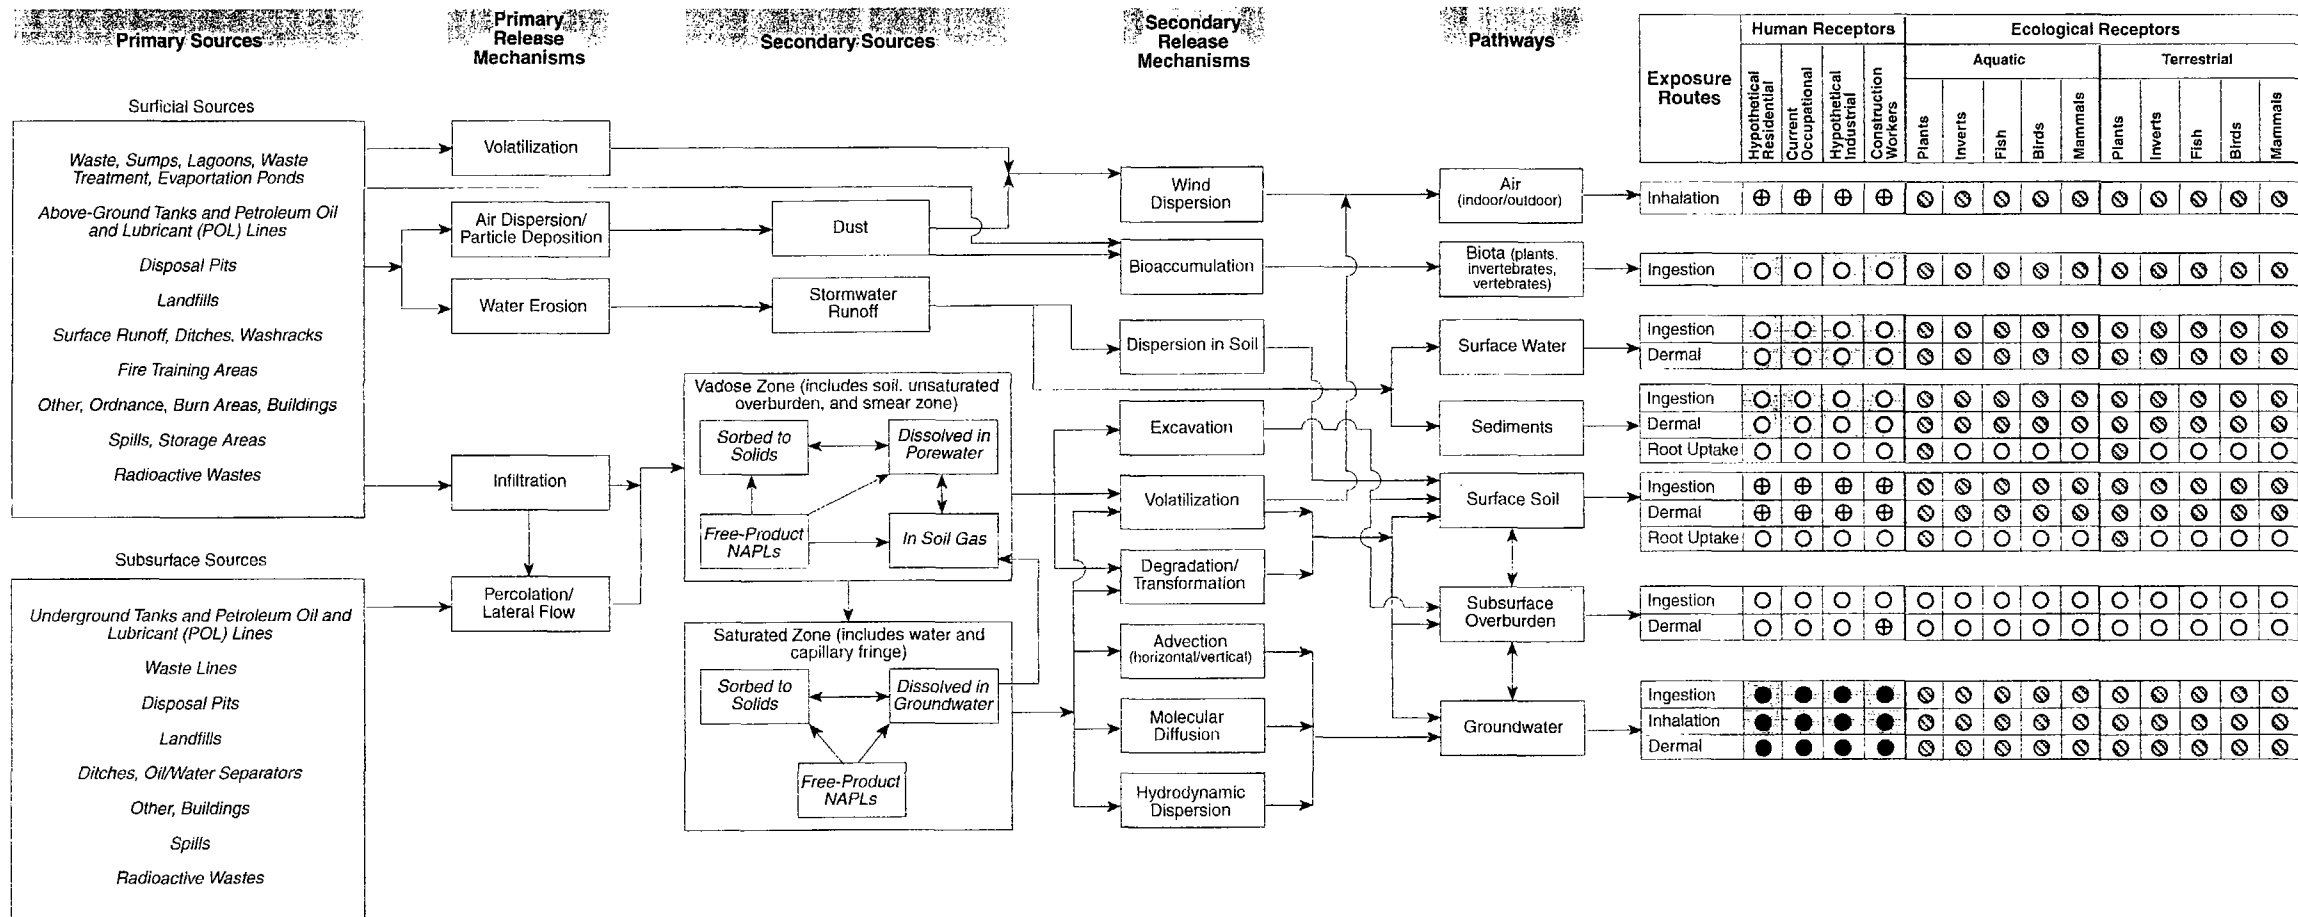 Primary Sources
Primary
Release
Mechanisms
Secondary Sources
Secondary
Release
Mechanisms
Pathways
Exposure
Routes
Human Receptors
Ecological Receptors
Aquatic
Terrestrial
Hypothetical
Residential
Current
Occupational
Hypothetical
Industrial
Construction
Workers
Plants
Inverts
Fish
Birds
Mammals
Plants
Inverts
Fish
Birds
Mammals
Surficial Sources
Waste, Sumps, Lagoons, Waste
Treatment, Evaportation Ponds
Above-Ground Tanks and Petroleum Oil
and Lubricant (POL) Lines
Disposal Pits
Landfills
Surface Runoff, Ditches, Washracks
Fire Training Areas
Other, Ordnance, Burn Areas, Buildings
Spills, Storage Areas
Radioactive Wastes
Subsurface Sources
Underground Tanks and Petroleum Oil and
Lubricant (POL) Lines
Waste Lines
Disposal Pits
Landfills
Ditches, Oil/Water Separators
Other, Buildings
Spills
Radioactive Wastes
Volatilization
Air Dispersion/
Particle Deposition
Water Erosion
Infiltration
Percolation/
Lateral Flow
Dust
Stormwater
Runoff
Vadose Zone (includes soil, unsaturated
overburden, and smear zone)
Sorbed to
Solids
Dissolved in
Porewater
Free-Product
NAPLs
In Soil Gas
Saturated Zone (includes water and
capillary fringe)
Sorbed to
Solids
Dissolved in
Groundwater
Free-Product
NAPLs
Wind
Dispersion
Bioaccumulation
Dispersion in Soil
Excavation
Volatilization
Degradation/
Transformation
Advection
(horizontal/vertical)
Molecular
Diffusion
Hydrodynamic
Dispersion
Air
(indoor/outdoor)
Biota (plants,
invertebrates,
vertebrates)
Surface Water
Sediments
Surface Soil
Subsurface
Overburden
Groundwater
Inhalation
Ingestion
Ingestion
Dermal
Ingestion
Dermal
Root Uptake
Ingestion
Dermal
Root Uptake
Ingestion
Dermal
Ingestion
Inhalation
Dermal